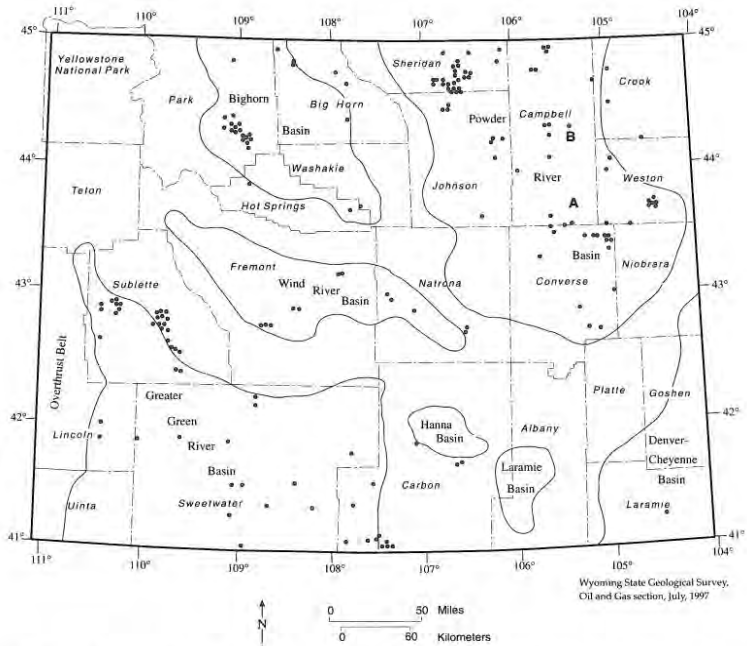 111°
110°
109°
108°
107°
106°
105°
104°
45°
45°
Yellowstone
National Park
Park
Bighorn
Basin
Big Horn
Sheridan
Crook
Powder
Campbell
B
44°
44°
Washakie
Johnson
River
Weston
Teton
Hot Springs
A
Fremont
Wind
River
Basin
Natrona
Basin
Converse
Niobrara
43°
43°
Sublette
Overthrust Belt
Greater
Green
River
Basin
Platte
Goshen
42°
42°
Lincoln
Hanna
Basin
Albany
Denver-
Cheyenne
Basin
Laramie
Basin
Uinta
Sweetwater
Carbon
Laramie
41°
41°
111°
110°
109°
108°
107°
106°
105°
104°
Wyoming State Geological Survey,
Oil and Gas section, July, 1997
N
0 50 Miles
0 60 Kilometers